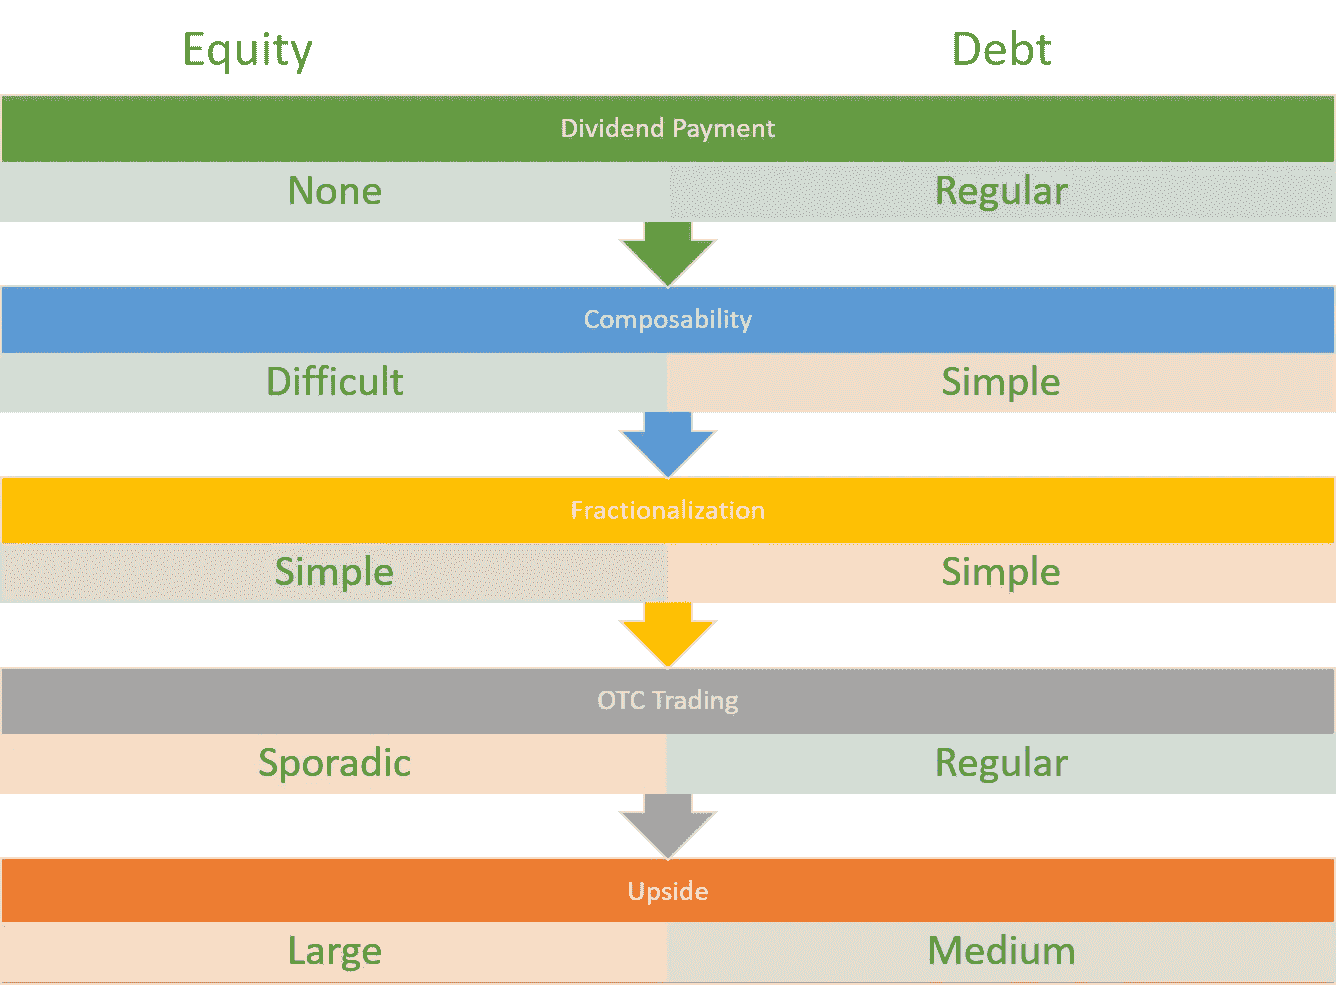 Equity Debt
Dividend Payment
None Regular
Composability
Difficult Simple
Fractionalization
Simple Simple
OTC Trading
Sporadic Regular
Upside
Large Medium